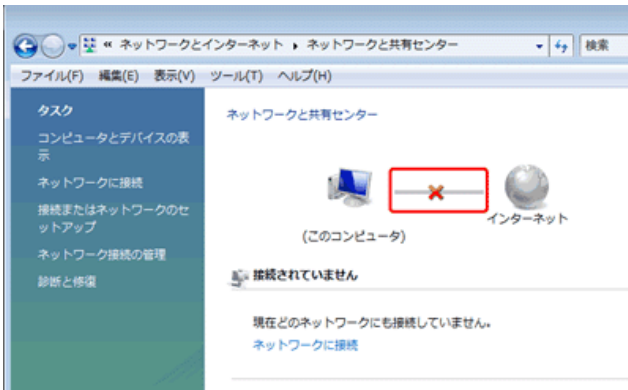 « ネットワークとインターネット ▸ ネットワークと共有センター
検索
ファイル(F) 編集(E) 表示(V) ツール(T) ヘルプ(H)
タスク
コンピュータとデバイスの表
示
ネットワークに接続
接続またはネットワークのセ
ットアップ
ネットワーク接続の管理
診断と修復
ネットワークと共有センター
インターネット
(このコンピュータ)
接続されていません
現在どのネットワークにも接続していません。
ネットワークに接続